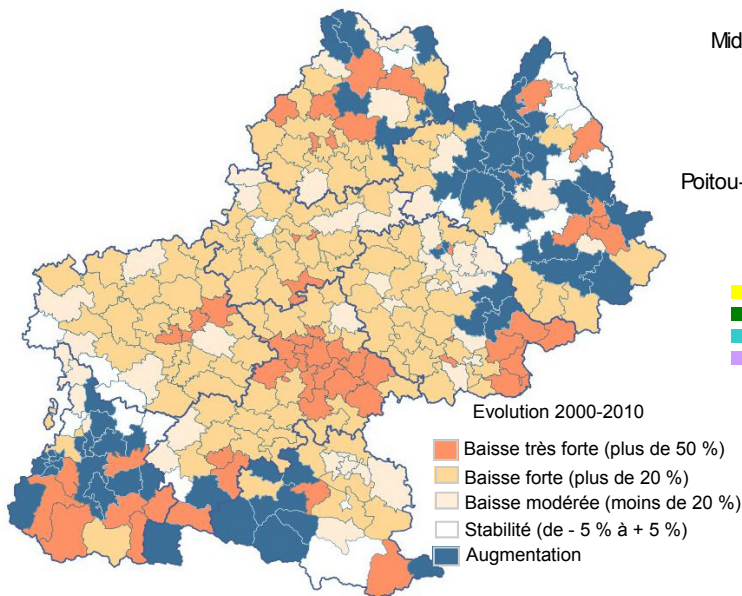 Mid
Poitou-
Evolution 2000-2010
Baisse très forte (plus de 50 %)
Baisse forte (plus de 20 %)
Baisse modérée (moins de 20 %)
Stabilité (de - 5 % à + 5 %)
Augmentation